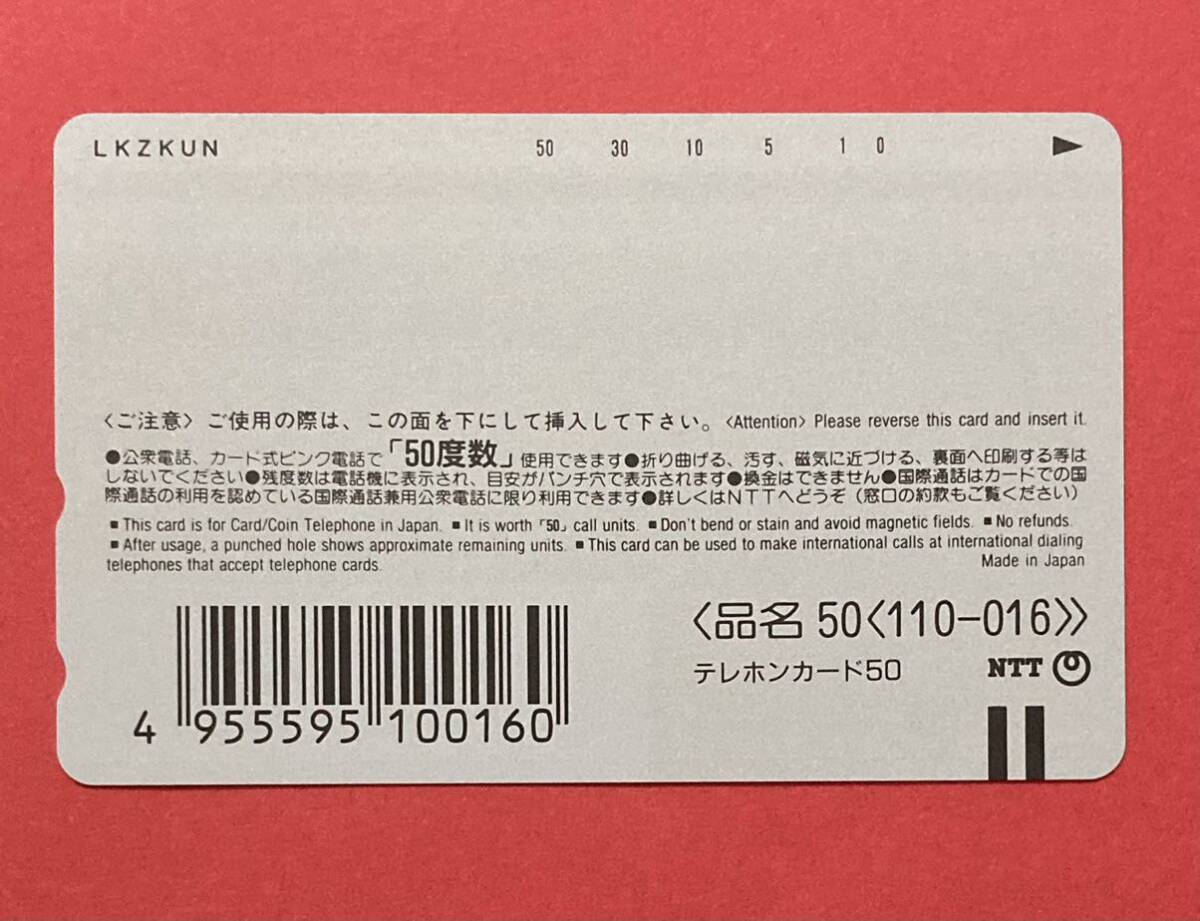 LKZKUN 50 30 10 5 1 0
〈ご注意〉ご使用の際は、この面を下にして挿入して下さい。〈Attention〉Please reverse this card and insert it.
●公衆電話、カード式ピンク電話で「50度数」使用できます●折り曲げる、汚す、磁気に近づける、裏面へ印刷する等は
しないでください●残度数は電話機に表示され、目安がパンチ穴で表示されます●換金はできません●国際通話はカードでの国
際通話の利用を認めている国際通話兼用公衆電話に限り利用できます●詳しくはNTTへどうぞ（窓口の約款もご覧ください）
■This card is for Card/Coin Telephone in Japan. ■It is worth「50」call units. ■Don't bend or stain and avoid magnetic fields. ■No refunds.
■After usage, a punched hole shows approximate remaining units. ■This card can be used to make international calls at international dialing
telephones that accept telephone cards. Made in Japan
〈品名 50〈110-016〉〉
テレホンカード50 NTT
4 955595 100160